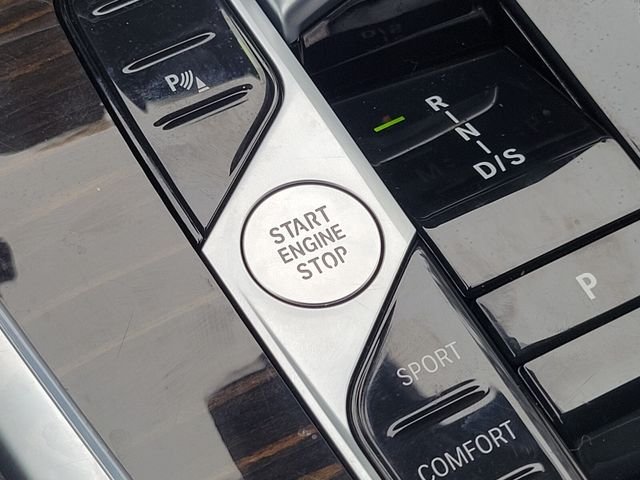 P
R
N
D/S
START
ENGINE
STOP
P
SPORT
COMFORT